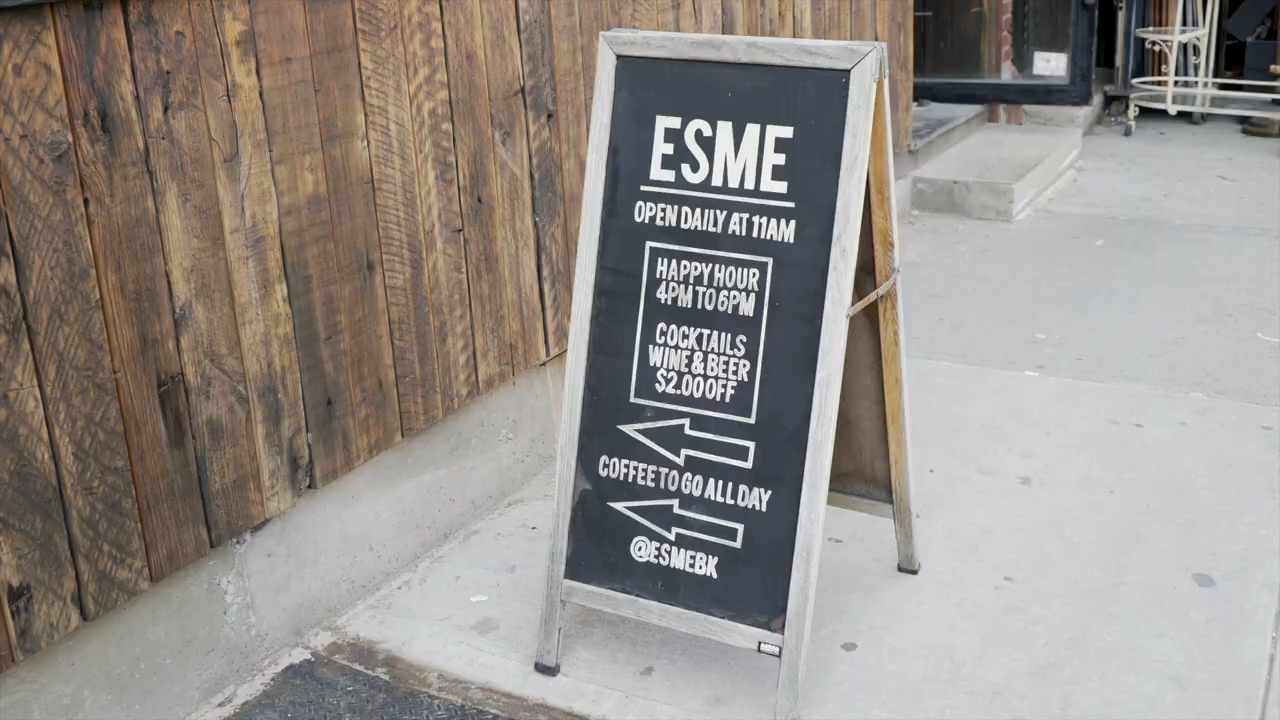 ESME
OPEN DAILY AT 11AM
HAPPY HOUR
4PM TO 6PM
COCKTAILS
WINE & BEER
$2.00 OFF
COFFEE TO GO ALL DAY
@ESMEBK